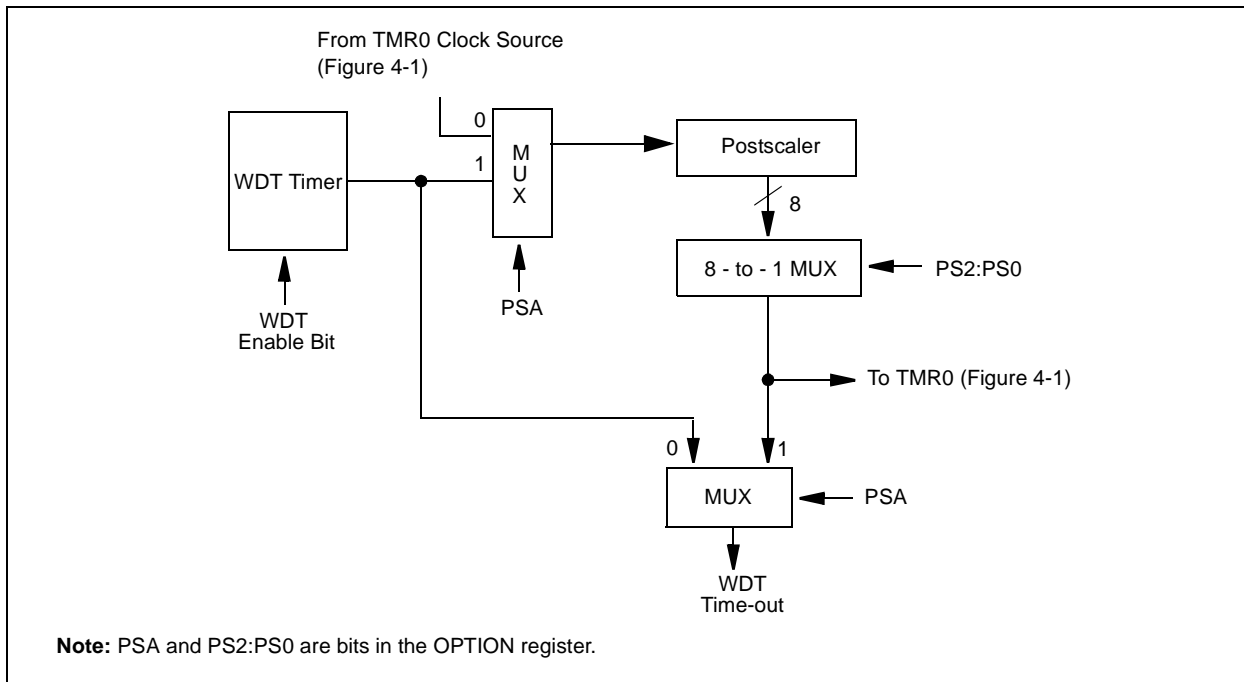 From TMR0 Clock Source
(Figure 4-1)
0
1
M
U
X
Postscaler
WDT Timer
8
8 - to - 1 MUX
PS2:PS0
PSA
WDT
Enable Bit
To TMR0 (Figure 4-1)
0
1
MUX
PSA
WDT
Time-out
Note: PSA and PS2:PS0 are bits in the OPTION register.